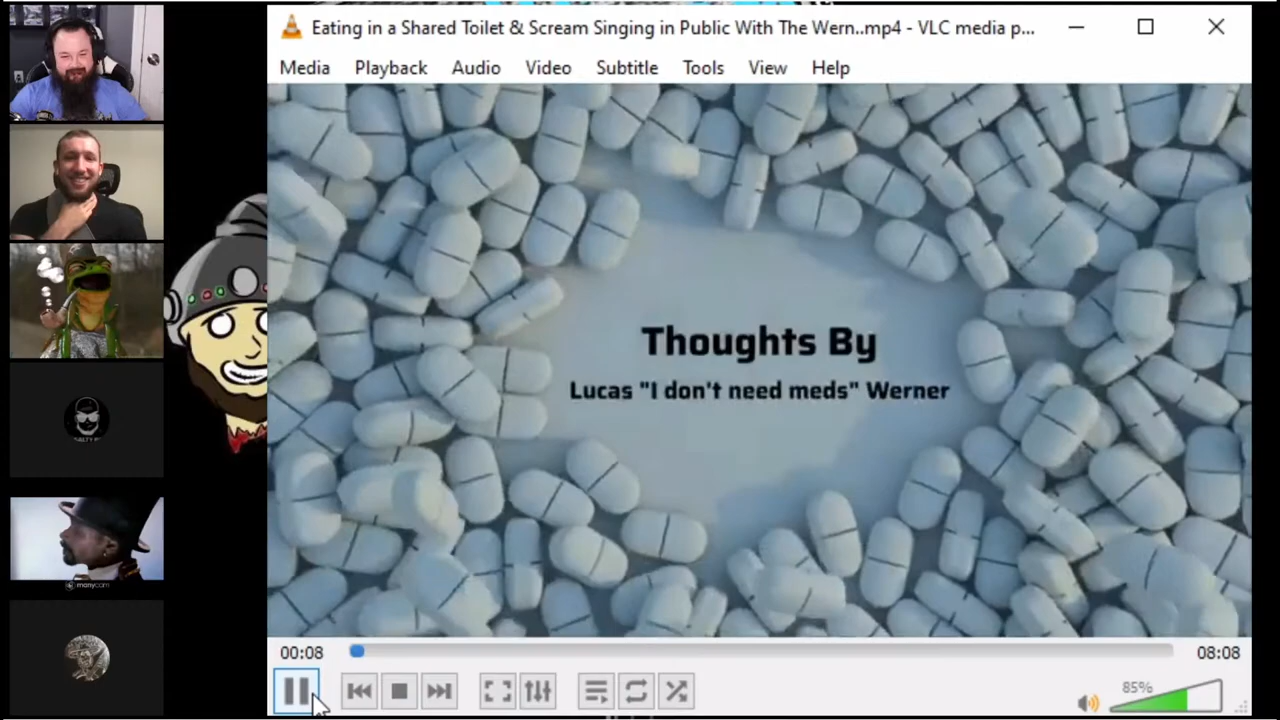 Eating in a Shared Toilet & Scream Singing in Public With The Wern..mp4 - VLC media p...
Media Playback Audio Video Subtitle Tools View Help
Thoughts By
Lucas "I don't need meds" Werner
manycam
00:08
08:08
85%